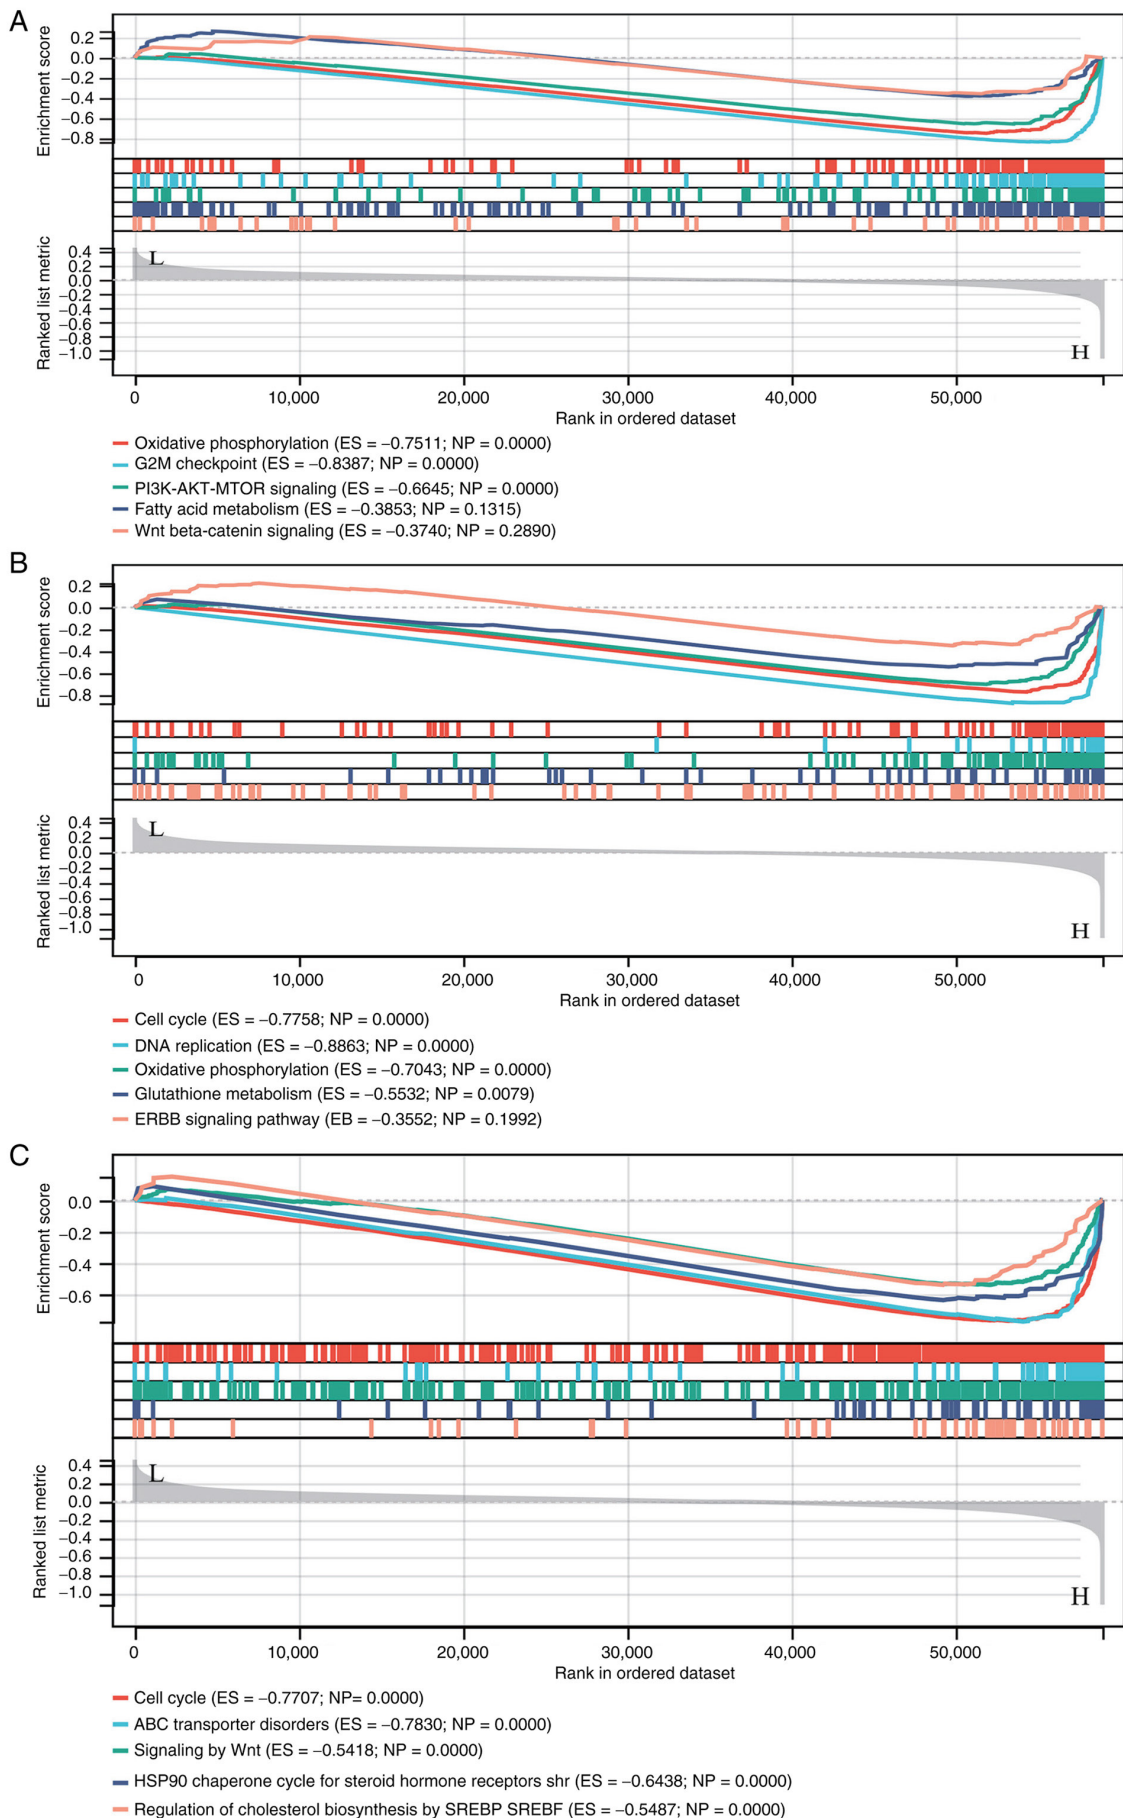 A
Enrichment score
0.2
0.0
−0.2
−0.4
−0.6
−0.8
Ranked list metric
0.4
0.2
0.0
−0.2
−0.4
−0.6
−0.8
−1.0
L
H
0 10,000 20,000 30,000 40,000 50,000
Rank in ordered dataset
Oxidative phosphorylation (ES = −0.7511; NP = 0.0000)
G2M checkpoint (ES = −0.8387; NP = 0.0000)
PI3K-AKT-MTOR signaling (ES = −0.6645; NP = 0.0000)
Fatty acid metabolism (ES = −0.3853; NP = 0.1315)
Wnt beta-catenin signaling (ES = −0.3740; NP = 0.2890)
B
Enrichment score
0.2
0.0
−0.2
−0.4
−0.6
−0.8
Ranked list metric
0.4
0.2
0.0
−0.2
−0.4
−0.6
−0.8
−1.0
L
H
0 10,000 20,000 30,000 40,000 50,000
Rank in ordered dataset
Cell cycle (ES = −0.7758; NP = 0.0000)
DNA replication (ES = −0.8863; NP = 0.0000)
Oxidative phosphorylation (ES = −0.7043; NP = 0.0000)
Glutathione metabolism (ES = −0.5532; NP = 0.0079)
ERBB signaling pathway (EB = −0.3552; NP = 0.1992)
C
Enrichment score
0.0
−0.2
−0.4
−0.6
Ranked list metric
0.4
0.2
0.0
−0.2
−0.4
−0.6
−0.8
−1.0
L
H
0 10,000 20,000 30,000 40,000 50,000
Rank in ordered dataset
Cell cycle (ES = −0.7707; NP= 0.0000)
ABC transporter disorders (ES = −0.7830; NP = 0.0000)
Signaling by Wnt (ES = −0.5418; NP = 0.0000)
HSP90 chaperone cycle for steroid hormone receptors shr (ES = −0.6438; NP = 0.0000)
Regulation of cholesterol biosynthesis by SREBP SREBF (ES = −0.5487; NP = 0.0000)